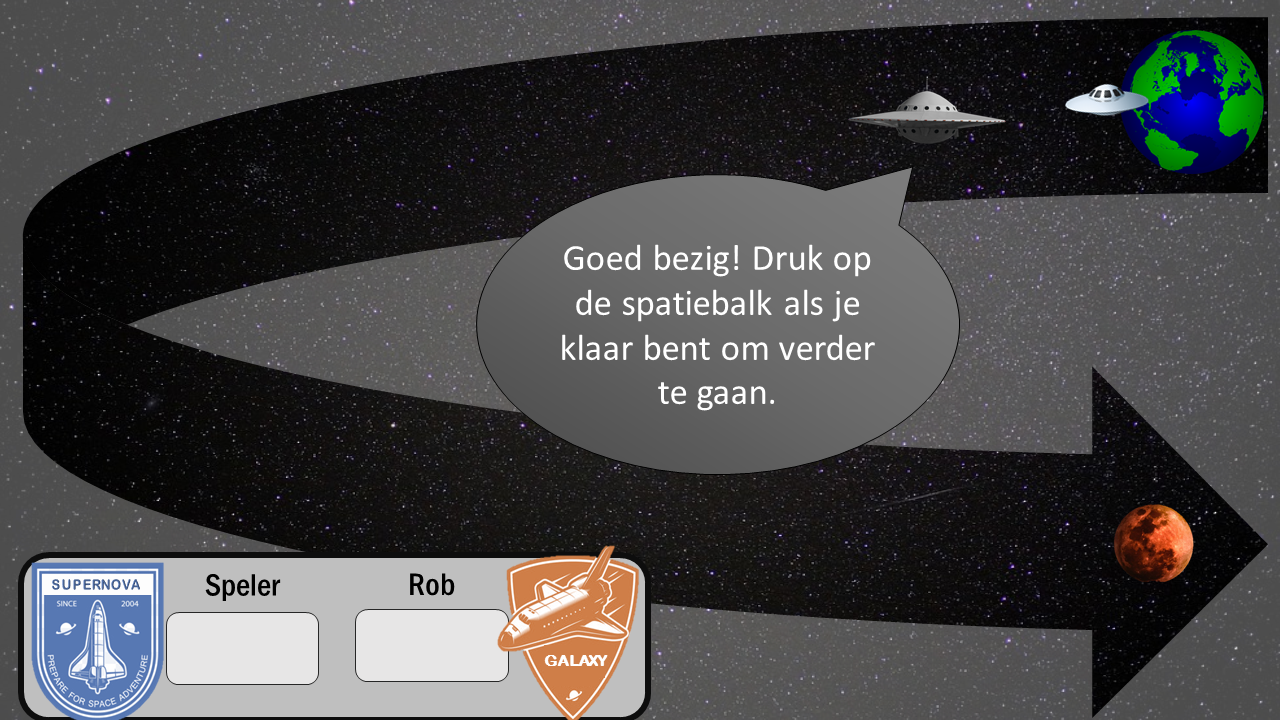 Goed bezig! Druk op
de spatiebalk als je
klaar bent om verder
te gaan.
SUPERNOVA
SINCE 2004
PREPARE FOR SPACE ADVENTURE
Speler
Rob
GALAXY